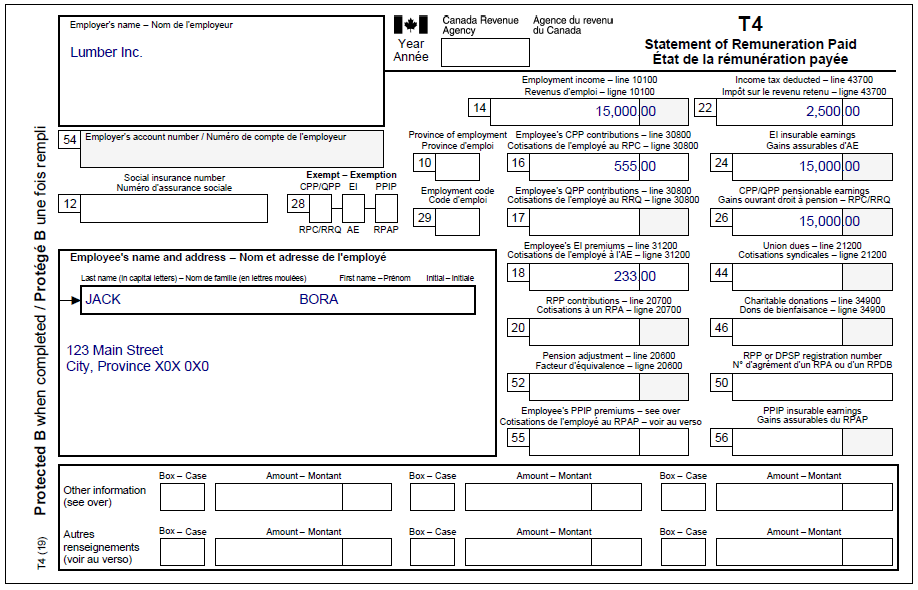 Employer's name – Nom de l'employeur
Lumber Inc.
Canada Revenue Agency
Agence du revenu du Canada
Year
Année
T4
Statement of Remuneration Paid
État de la rémunération payée
Employment income – line 10100
Revenus d'emploi – ligne 10100
14 15,000 00
Income tax deducted – line 43700
Impôt sur le revenu retenu – ligne 43700
22 2,500 00
54 Employer's account number / Numéro de compte de l'employeur
Province of employment
Province d'emploi
10
Employee's CPP contributions – line 30800
Cotisations de l'employé au RPC – ligne 30800
16 555 00
EI insurable earnings
Gains assurables d'AE
24 15,000 00
Social insurance number
Numéro d'assurance sociale
12
Exempt – Exemption
CPP/QPP EI PPIP
28
RPC/RRQ AE RPAP
Employment code
Code d'emploi
29
Employee's QPP contributions – line 30800
Cotisations de l'employé au RRQ – ligne 30800
17
CPP/QPP pensionable earnings
Gains ouvrant droit à pension – RPC/RRQ
26 15,000 00
Employee's name and address – Nom et adresse de l'employé
Last name (in capital letters) – Nom de famille (en lettres moulées) First name – Prénom Initial – Initiale
JACK BORA
123 Main Street
City, Province X0X 0X0
Employee's EI premiums – line 31200
Cotisations de l'employé à l'AE – ligne 31200
18 233 00
Union dues – line 21200
Cotisations syndicales – ligne 21200
44
RPP contributions – line 20700
Cotisations à un RPA – ligne 20700
20
Charitable donations – line 34900
Dons de bienfaisance – ligne 34900
46
Pension adjustment – line 20600
Facteur d'équivalence – ligne 20600
52
RPP or DPSP registration number
N° d'agrément d'un RPA ou d'un RPDB
50
Employee's PPIP premiums – see over
Cotisations de l'employé au RPAP – voir au verso
55
PPIP insurable earnings
Gains assurables du RPAP
56
Box – Case Amount – Montant Box – Case Amount – Montant Box – Case Amount – Montant
Other information
(see over)
Box – Case Amount – Montant Box – Case Amount – Montant Box – Case Amount – Montant
Autres
renseignements
(voir au verso)
Protected B when completed / Protégé B une fois rempli
T4 (19)